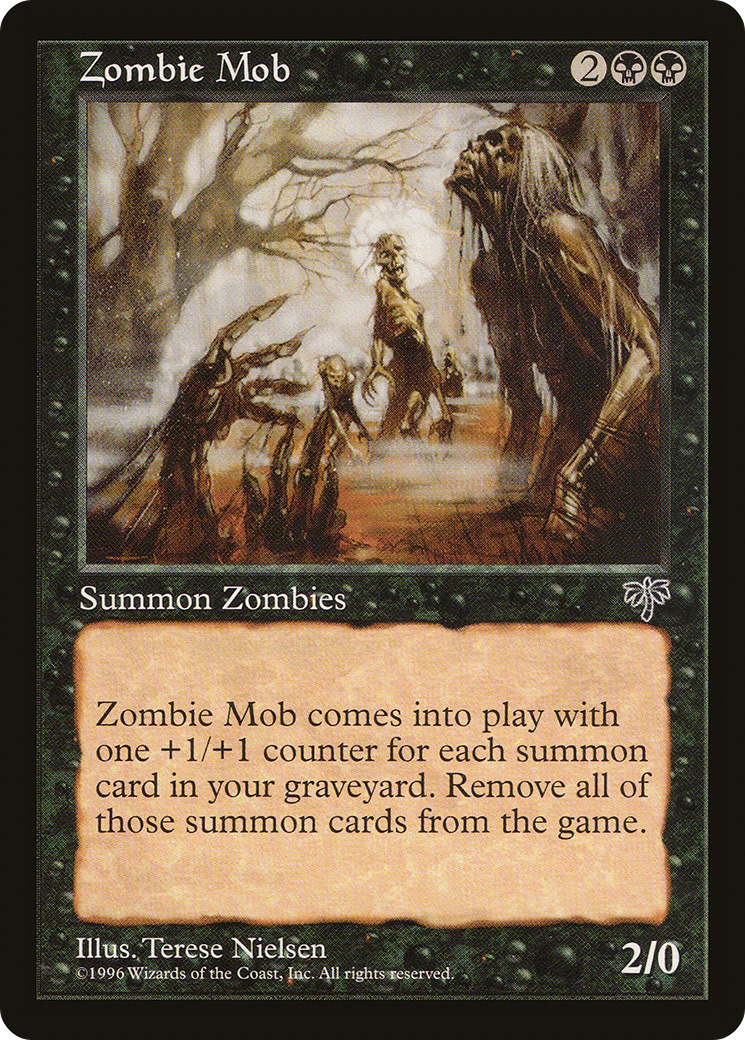 Zombie Mob 2
Summon Zombies
Zombie Mob comes into play with
one +1/+1 counter for each summon
card in your graveyard. Remove all of
those summon cards from the game.
Illus. Terese Nielsen
©1996 Wizards of the Coast, Inc. All rights reserved.
2/0